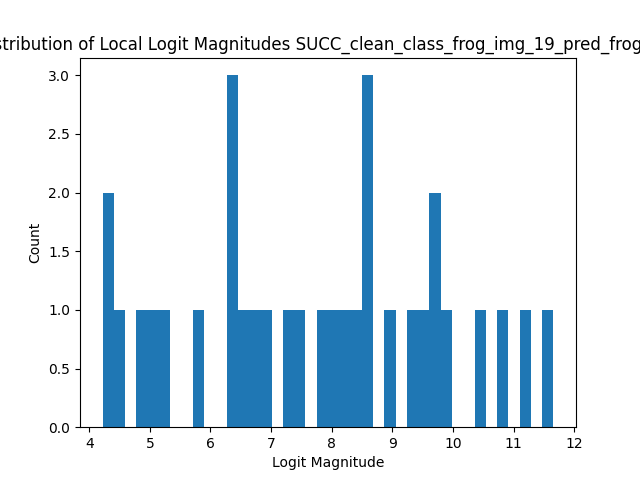 stribution of Local Logit Magnitudes SUCC_clean_class_frog_img_19_pred_frog
3.0
2.5
2.0
1.5
1.0
0.5
0.0
Count
4 5 6 7 8 9 10 11 12
Logit Magnitude